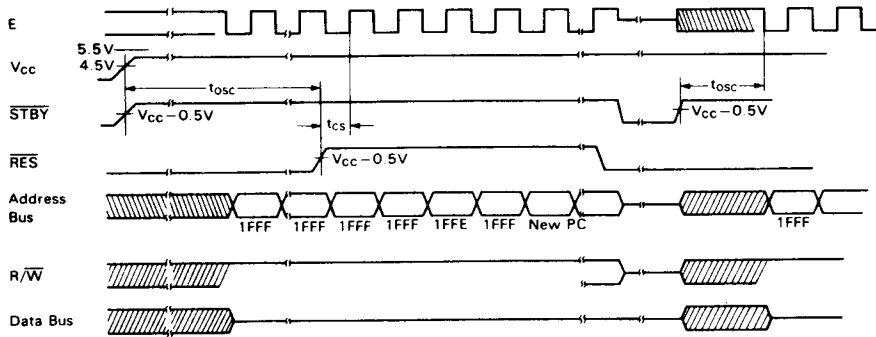 E
5.5V
Vcc
4.5V
tosc
tosc
STBY
Vcc-0.5V
Vcc-0.5V
tcs
RES
Vcc-0.5V
Address
Bus
1FFF 1FFF 1FFF 1FFF 1FFE 1FFF New PC 1FFF
R/W
Data Bus